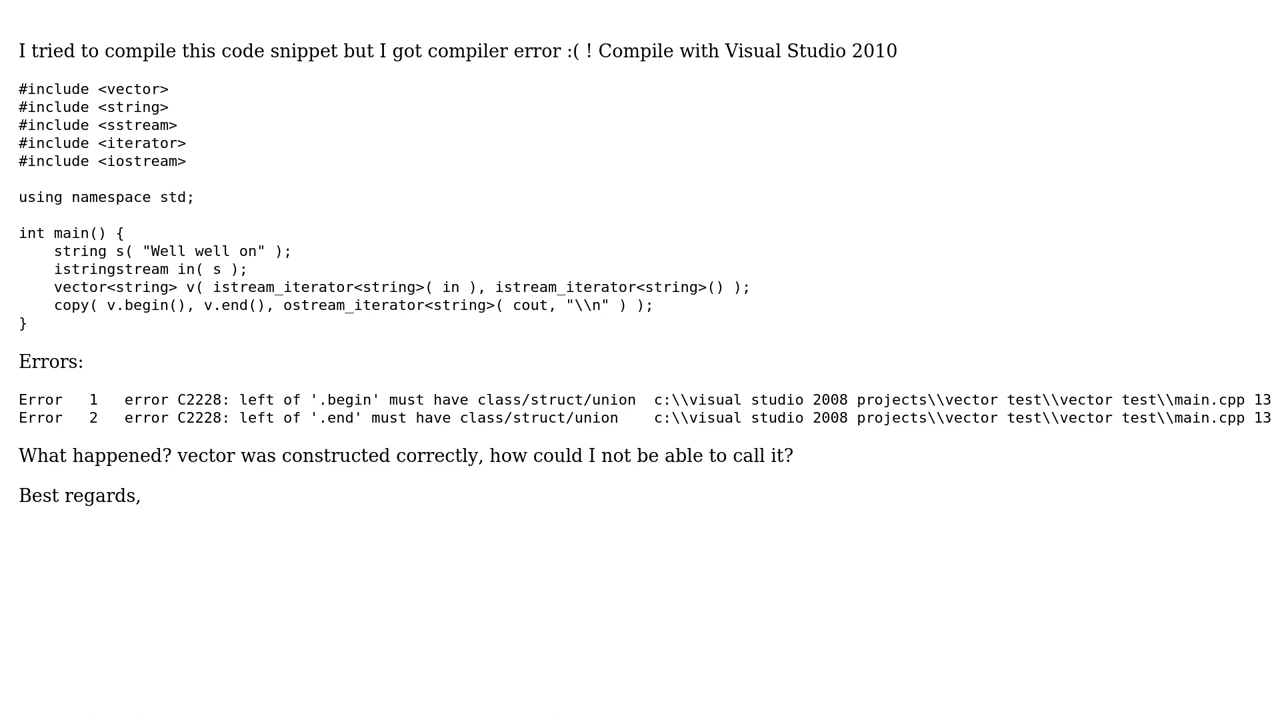 I tried to compile this code snippet but I got compiler error :( ! Compile with Visual Studio 2010
#include <vector>
#include <string>
#include <sstream>
#include <iterator>
#include <iostream>
using namespace std;
int main() {
    string s( "Well well on" );
    istringstream in( s );
    vector<string> v( istream_iterator<string>( in ), istream_iterator<string>() );
    copy( v.begin(), v.end(), ostream_iterator<string>( cout, "\\n" ) );
}
Errors:
Error   1   error C2228: left of '.begin' must have class/struct/union  c:\\visual studio 2008 projects\\vector test\\vector test\\main.cpp 13
Error   2   error C2228: left of '.end' must have class/struct/union    c:\\visual studio 2008 projects\\vector test\\vector test\\main.cpp 13
What happened? vector was constructed correctly, how could I not be able to call it?
Best regards,